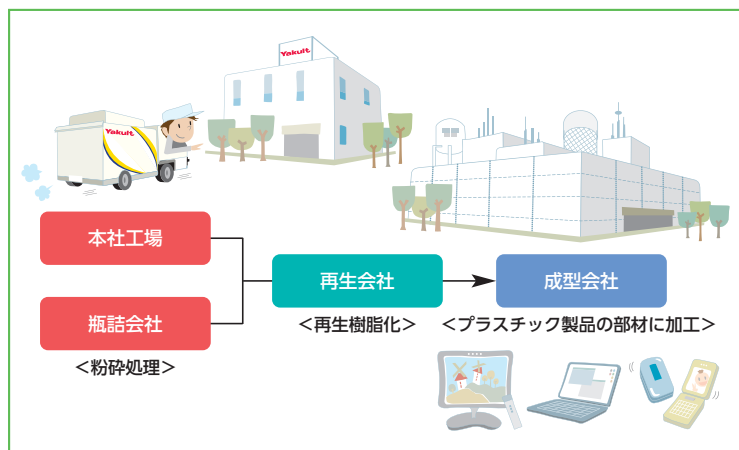 Yakult
Yakult
本社工場
瓶詰会社
＜粉砕処理＞
再生会社
＜再生樹脂化＞
成型会社
＜プラスチック製品の部材に加工＞